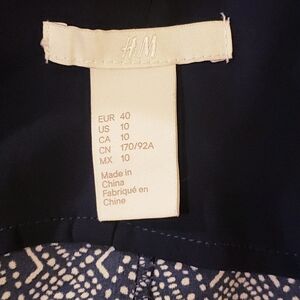 H&M
EUR 40
US 10
CA 10
CN 170/92A
MX 10
Made in
China
Fabriqué en
Chine